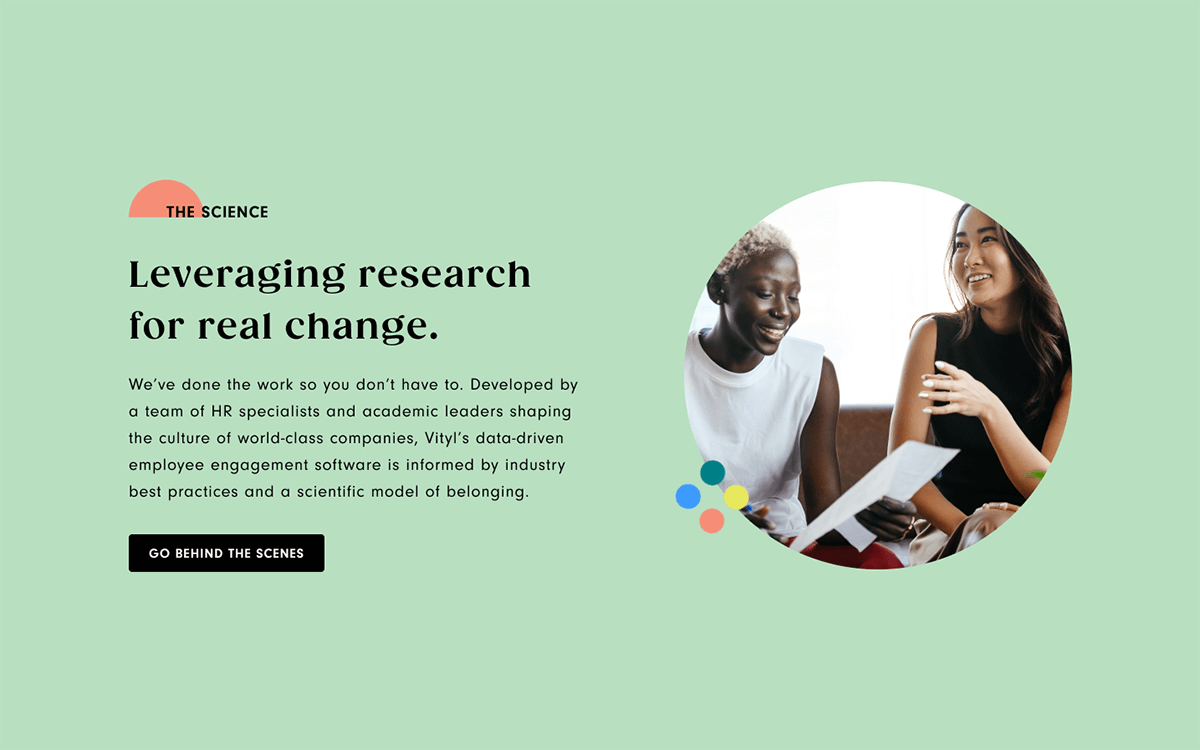 THE SCIENCE
Leveraging research
for real change.
We’ve done the work so you don’t have to. Developed by
a team of HR specialists and academic leaders shaping
the culture of world-class companies, Vityl’s data-driven
employee engagement software is informed by industry
best practices and a scientific model of belonging.
GO BEHIND THE SCENES